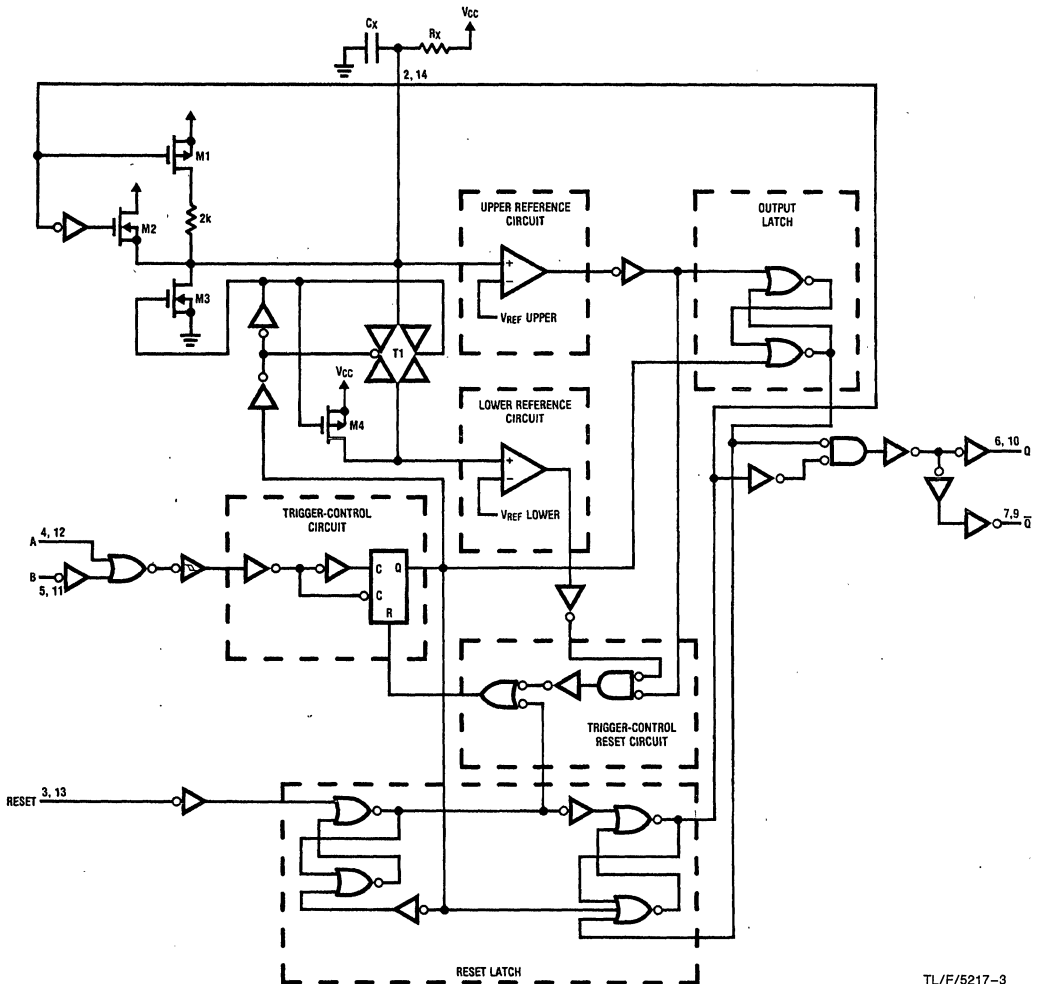 VCC
CX
RX
2, 14
M1
M2
2k
M3
UPPER REFERENCE
CIRCUIT
+
−
VREF UPPER
OUTPUT
LATCH
T1
VCC
M4
LOWER REFERENCE
CIRCUIT
+
−
VREF LOWER
6, 10
Q
7,9
Q̅
TRIGGER-CONTROL
CIRCUIT
A
4, 12
B
5, 11
C
Q
C
R
TRIGGER-CONTROL
RESET CIRCUIT
RESET
3, 13
RESET LATCH
TL/F/5217–3